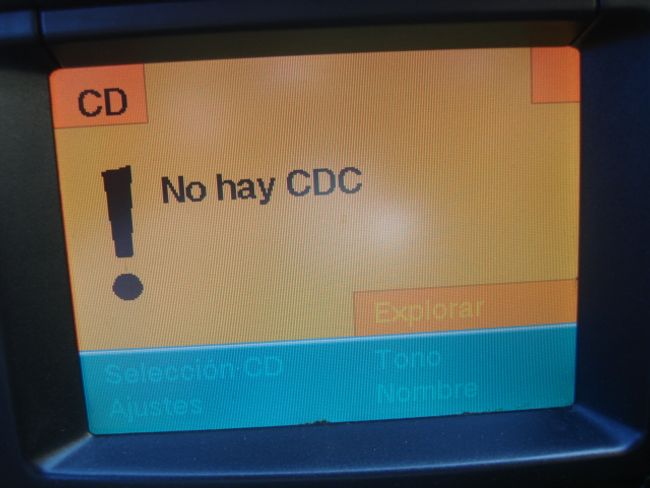 CD
No hay CDC
Explorar
Selección CD
Tono
Ajustes
Nombre